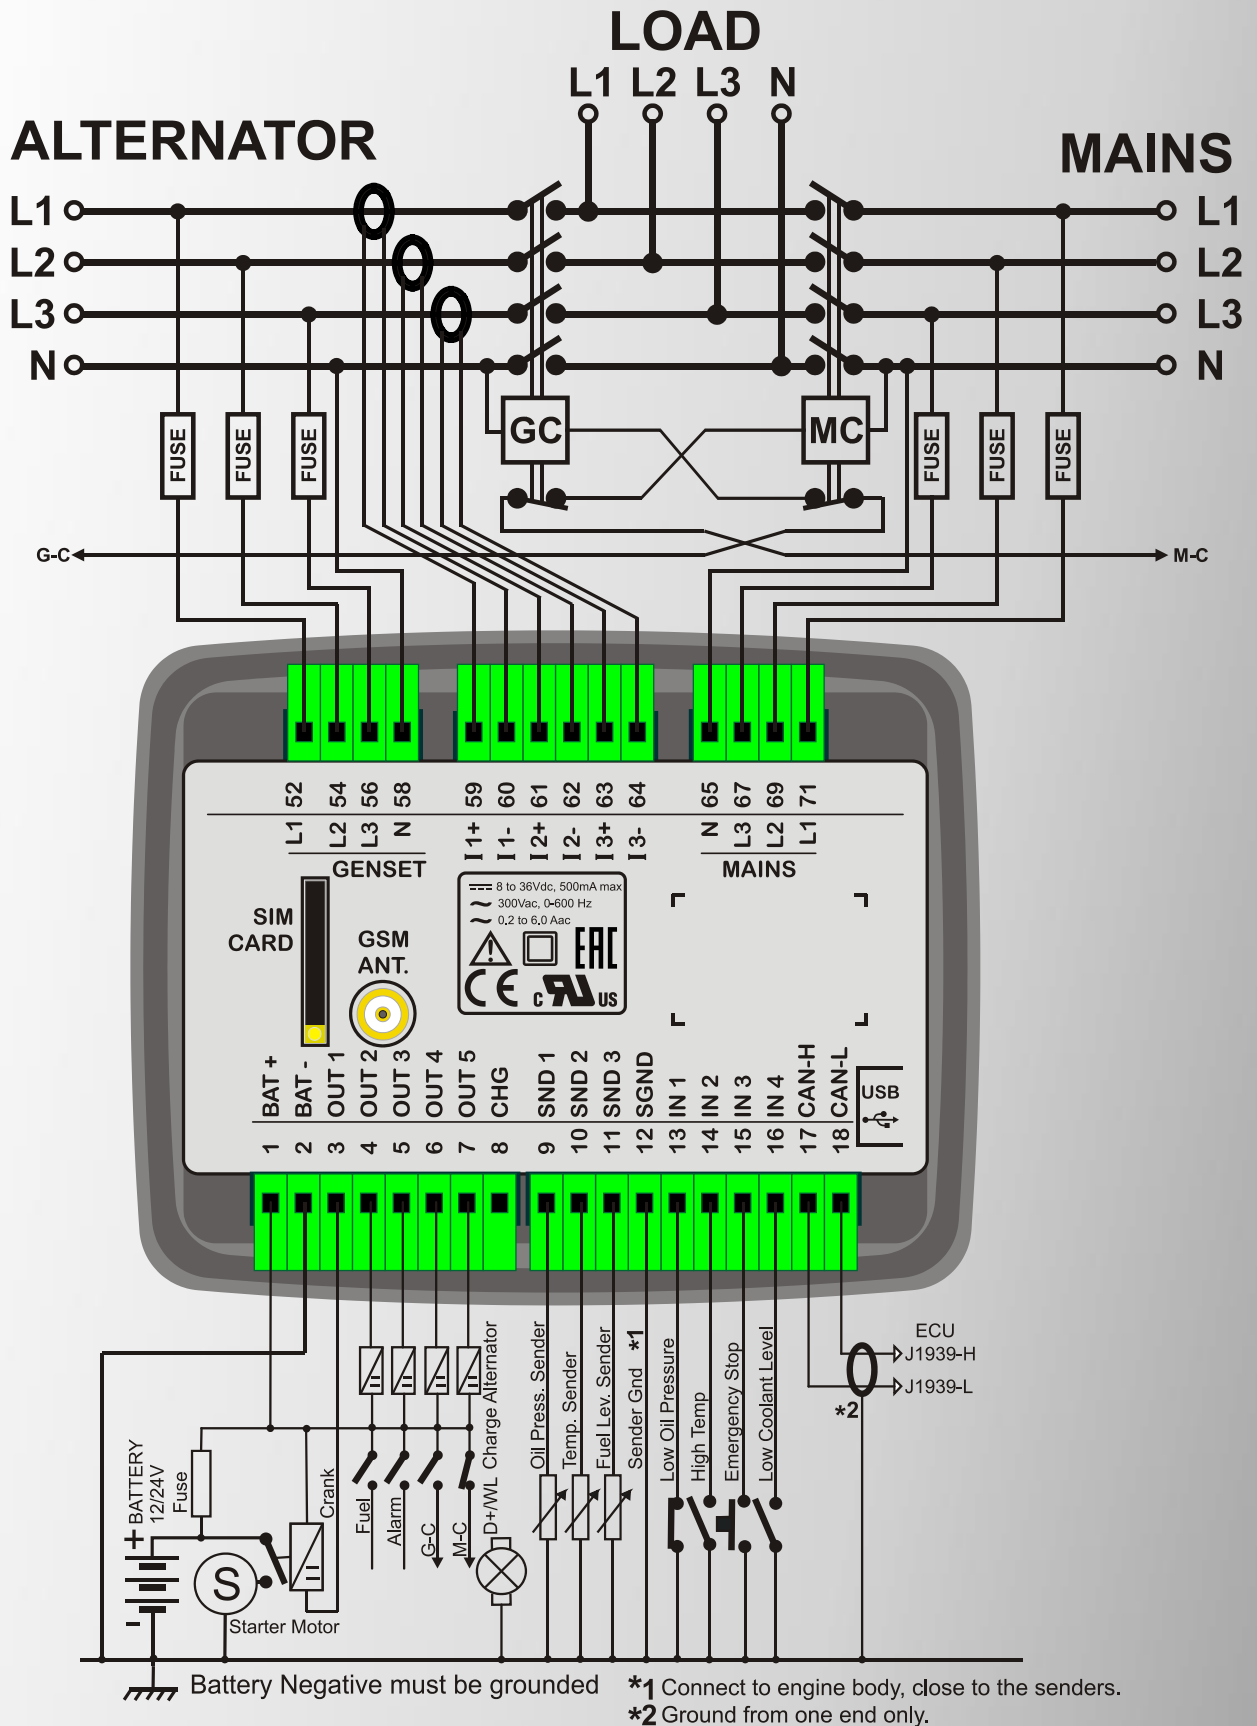 LOAD
L1 L2 L3 N
ALTERNATOR
MAINS
L1
L2
L3
N
L1
L2
L3
N
GC
MC
FUSE
FUSE
FUSE
FUSE
FUSE
FUSE
G-C
M-C
52 54 56 58 59 60 61 62 63 64 65 67 69 71
L1 L2 L3 N I1+ I1- I2+ I2- I3+ I3- N L3 L2 L1
GENSET
MAINS
SIM
CARD
GSM
ANT.
8 to 36Vdc, 500mA max
300Vac, 0-600 Hz
0.2 to 6.0 Aac
EAC
CE
C RU US
BAT + BAT - OUT 1 OUT 2 OUT 3 OUT 4 OUT 5 CHG SND 1 SND 2 SND 3 SGND IN 1 IN 2 IN 3 IN 4 CAN-H CAN-L
USB
1 2 3 4 5 6 7 8 9 10 11 12 13 14 15 16 17 18
Charge Alternator
D+/WL
Oil Press. Sender
Temp. Sender
Fuel Lev. Sender
Sender Gnd *1
Low Oil Pressure
High Temp
Emergency Stop
Low Coolant Level
ECU
J1939-H
J1939-L
*2
BATTERY
12/24V
Fuse
Crank
Fuel
Alarm
G-C
M-C
+
-
S
Starter Motor
Battery Negative must be grounded
*1 Connect to engine body, close to the senders.
*2 Ground from one end only.